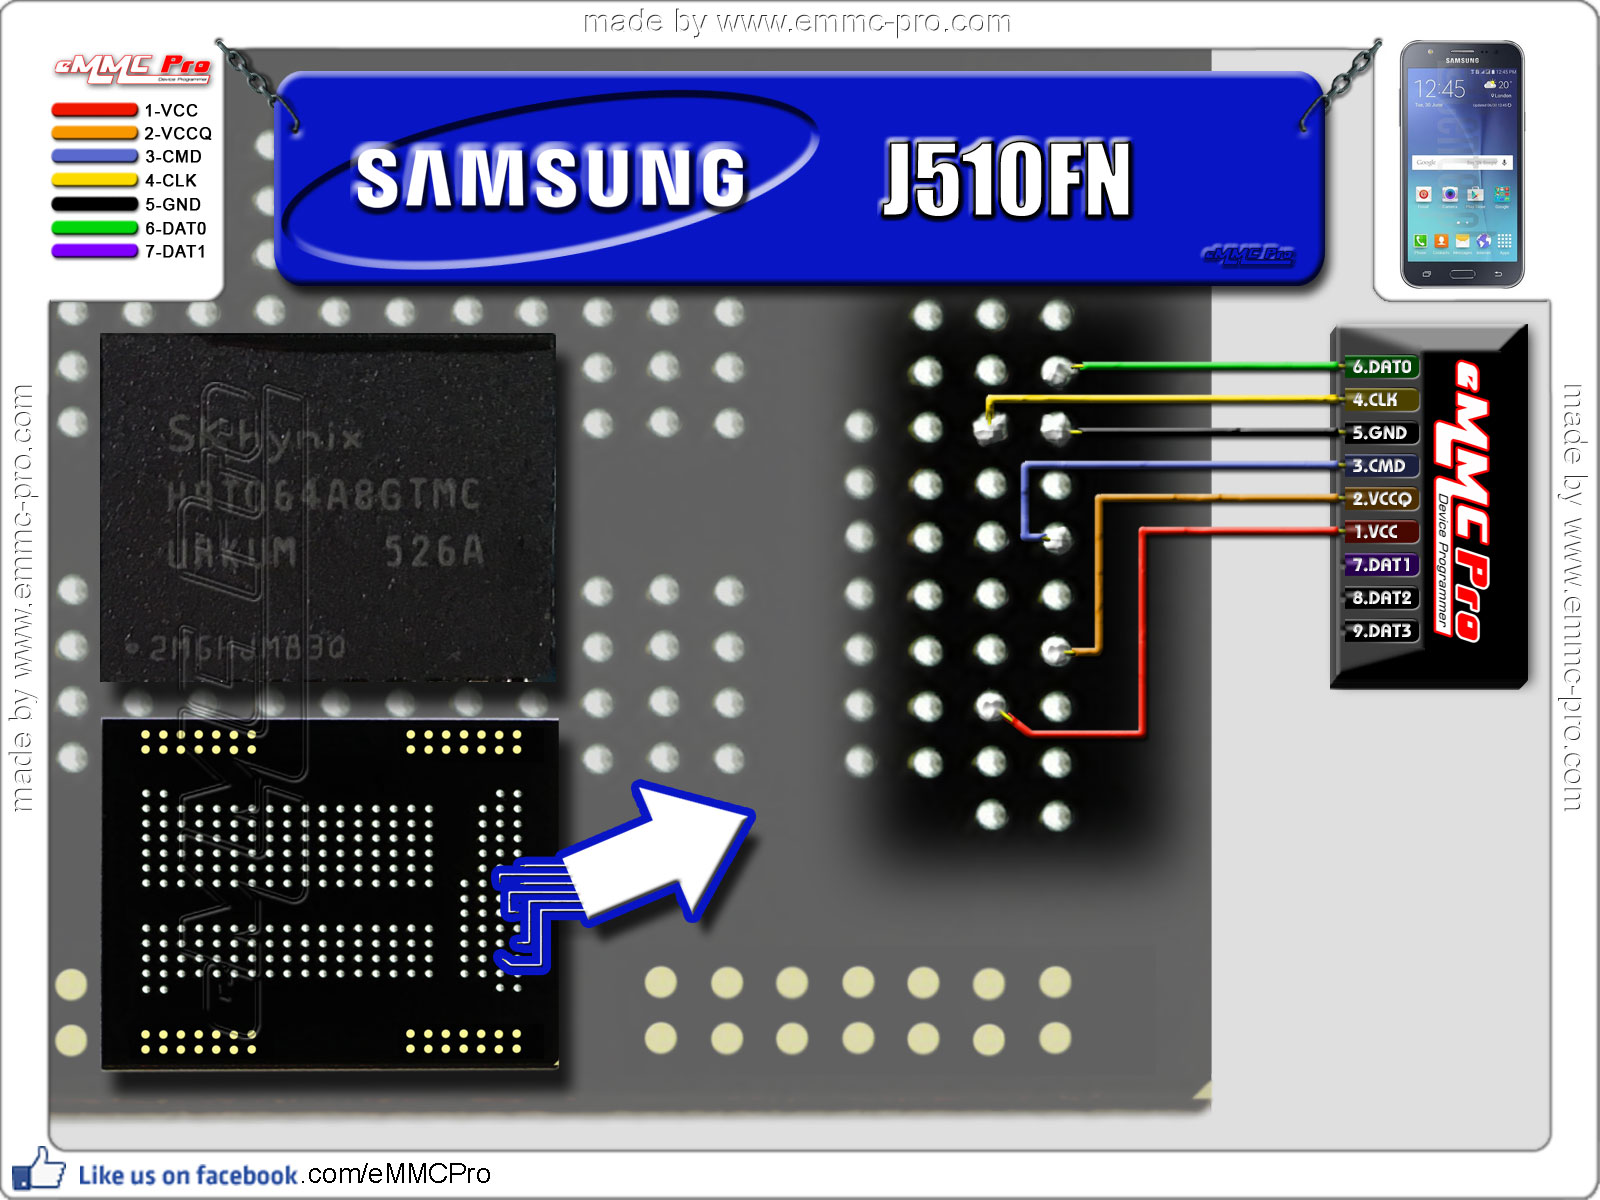 made by www.emmc-pro.com
eMMC Pro
Device Programmer
1-VCC
2-VCCQ
3-CMD
4-CLK
5-GND
6-DAT0
7-DAT1
SAMSUNG
J510FN
eMMC Pro
SAMSUNG
12:45
20°
Google
made by www.emmc-pro.com
made by www.emmc-pro.com
SKhynix
H9TQ64A8GTMC
URKUM 526A
6.DAT0
4.CLK
5.GND
3.CMD
2.VCCQ
1.VCC
7.DAT1
8.DAT2
9.DAT3
eMMC Pro
Device Programmer
Like us on facebook.com/eMMCPro